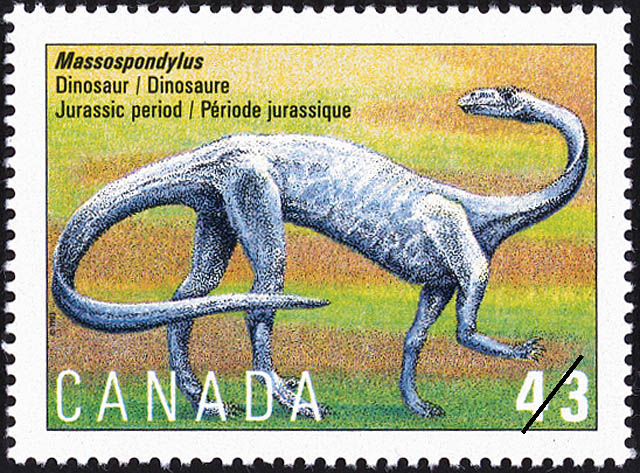 Massospondylus
Dinosaur / Dinosaure
Jurassic period / Période jurassique
CANADA 43